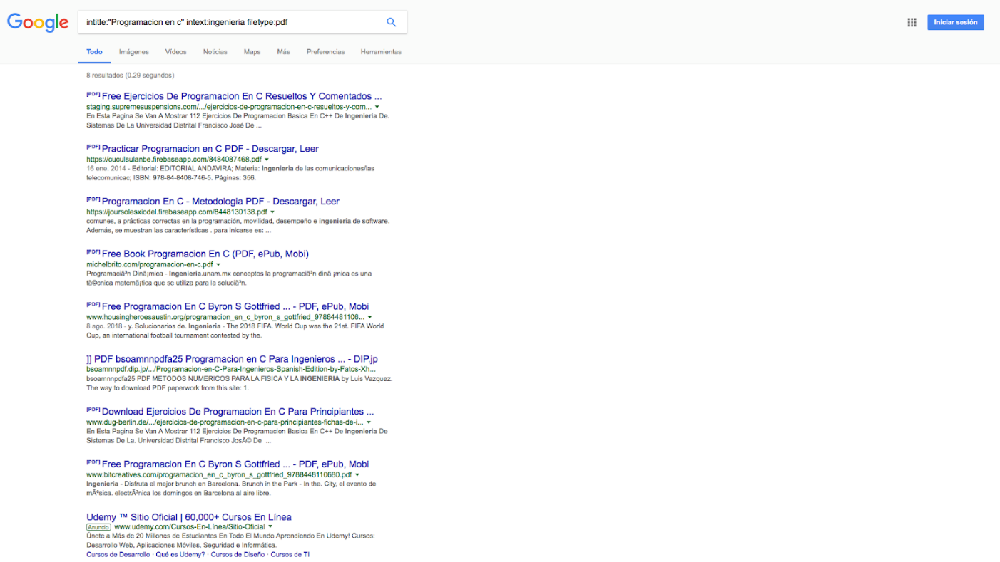 Google
intitle:"Programacion en c" intext:ingenieria filetype:pdf
Iniciar sesión
Todo Imágenes Vídeos Noticias Maps Más Preferencias Herramientas
8 resultados (0.29 segundos)
[PDF] Free Ejercicios De Programacion En C Resueltos Y Comentados ...
staging.supremesuspensions.com/.../ejercicios-de-programacion-en-c-resueltos-y-com...
En Esta Pagina Se Van A Mostrar 112 Ejercicios De Programacion Basica En C++ De Ingenieria De.
Sistemas De La Universidad Distrital Francisco José De ...
[PDF] Practicar Programacion en C PDF - Descargar, Leer
https://cuculsulanbe.firebaseapp.com/8484087468.pdf
16 ene. 2014 - Editorial: EDITORIAL ANDAVIRA; Materia: Ingenieria de las comunicaciones/las
telecomunicac; ISBN: 978-84-8408-746-5. Páginas: 356.
[PDF] Programacion En C - Metodologia PDF - Descargar, Leer
https://joursolesxiodel.firebaseapp.com/8448130138.pdf
comunes, a prácticas correctas en la programación, movilidad, desempeño e ingeniería de software.
Además, se muestran las características . para inicarse es: ...
[PDF] Free Book Programacion En C (PDF, ePub, Mobi)
michelbrito.com/programacion-en-c.pdf
Programaciã³n Dinã¡mica - Ingenieria.unam.mx conceptos la programaciã³n dinã ¡mica es una
tã©cnica matemã¡tica que se utiliza para la soluciã³n.
[PDF] Free Programacion En C Byron S Gottfried ... - PDF, ePub, Mobi
www.housingheroesaustin.org/programacion_en_c_byron_s_gottfried_97884481106...
8 ago. 2018 - y. Solucionarios de. Ingenieria - The 2018 FIFA. World Cup was the 21st. FIFA World
Cup, an international football tournament contested by the.
]] PDF bsoamnnpdfa25 Programacion en C Para Ingenieros ... - DIP.jp
bsoamnnpdf.dip.jp/.../Programacion-en-C-Para-Ingenieros-Spanish-Edition-by-Fatos-Xh...
bsoamnnpdfa25 PDF METODOS NUMERICOS PARA LA FISICA Y LA INGENIERIA by Luis Vazquez.
The way to download PDF paperwork from this site: 1.
[PDF] Download Ejercicios De Programacion En C Para Principiantes ...
www.dug-berlin.de/.../ejercicios-de-programacion-en-c-para-principiantes-fichas-de-i...
En Esta Pagina Se Van A Mostrar 112 Ejercicios De Programacion Basica En C++ De Ingenieria De
Sistemas De La. Universidad Distrital Francisco JosÃ© De ...
[PDF] Free Programacion En C Byron S Gottfried ... - PDF, ePub, Mobi
www.bitcreatives.com/programacion_en_c_byron_s_gottfried_9788448110680.pdf
Ingenieria - Disfruta el mejor brunch en Barcelona. Brunch in the Park - In the. City, el evento de
mÃºsica. electrÃ³nica los domingos en Barcelona al aire libre.
Udemy ™ Sitio Oficial | 60,000+ Cursos En Línea
Anuncio www.udemy.com/Cursos-En-Línea/Sitio-Oficial
Únete a Más de 20 Millones de Estudiantes En Todo El Mundo Aprendiendo En Udemy! Cursos:
Desarrollo Web, Aplicaciones Móviles, Seguridad e Informática.
Cursos de Desarrollo · Qué es Udemy? · Cursos de Diseño · Cursos de TI